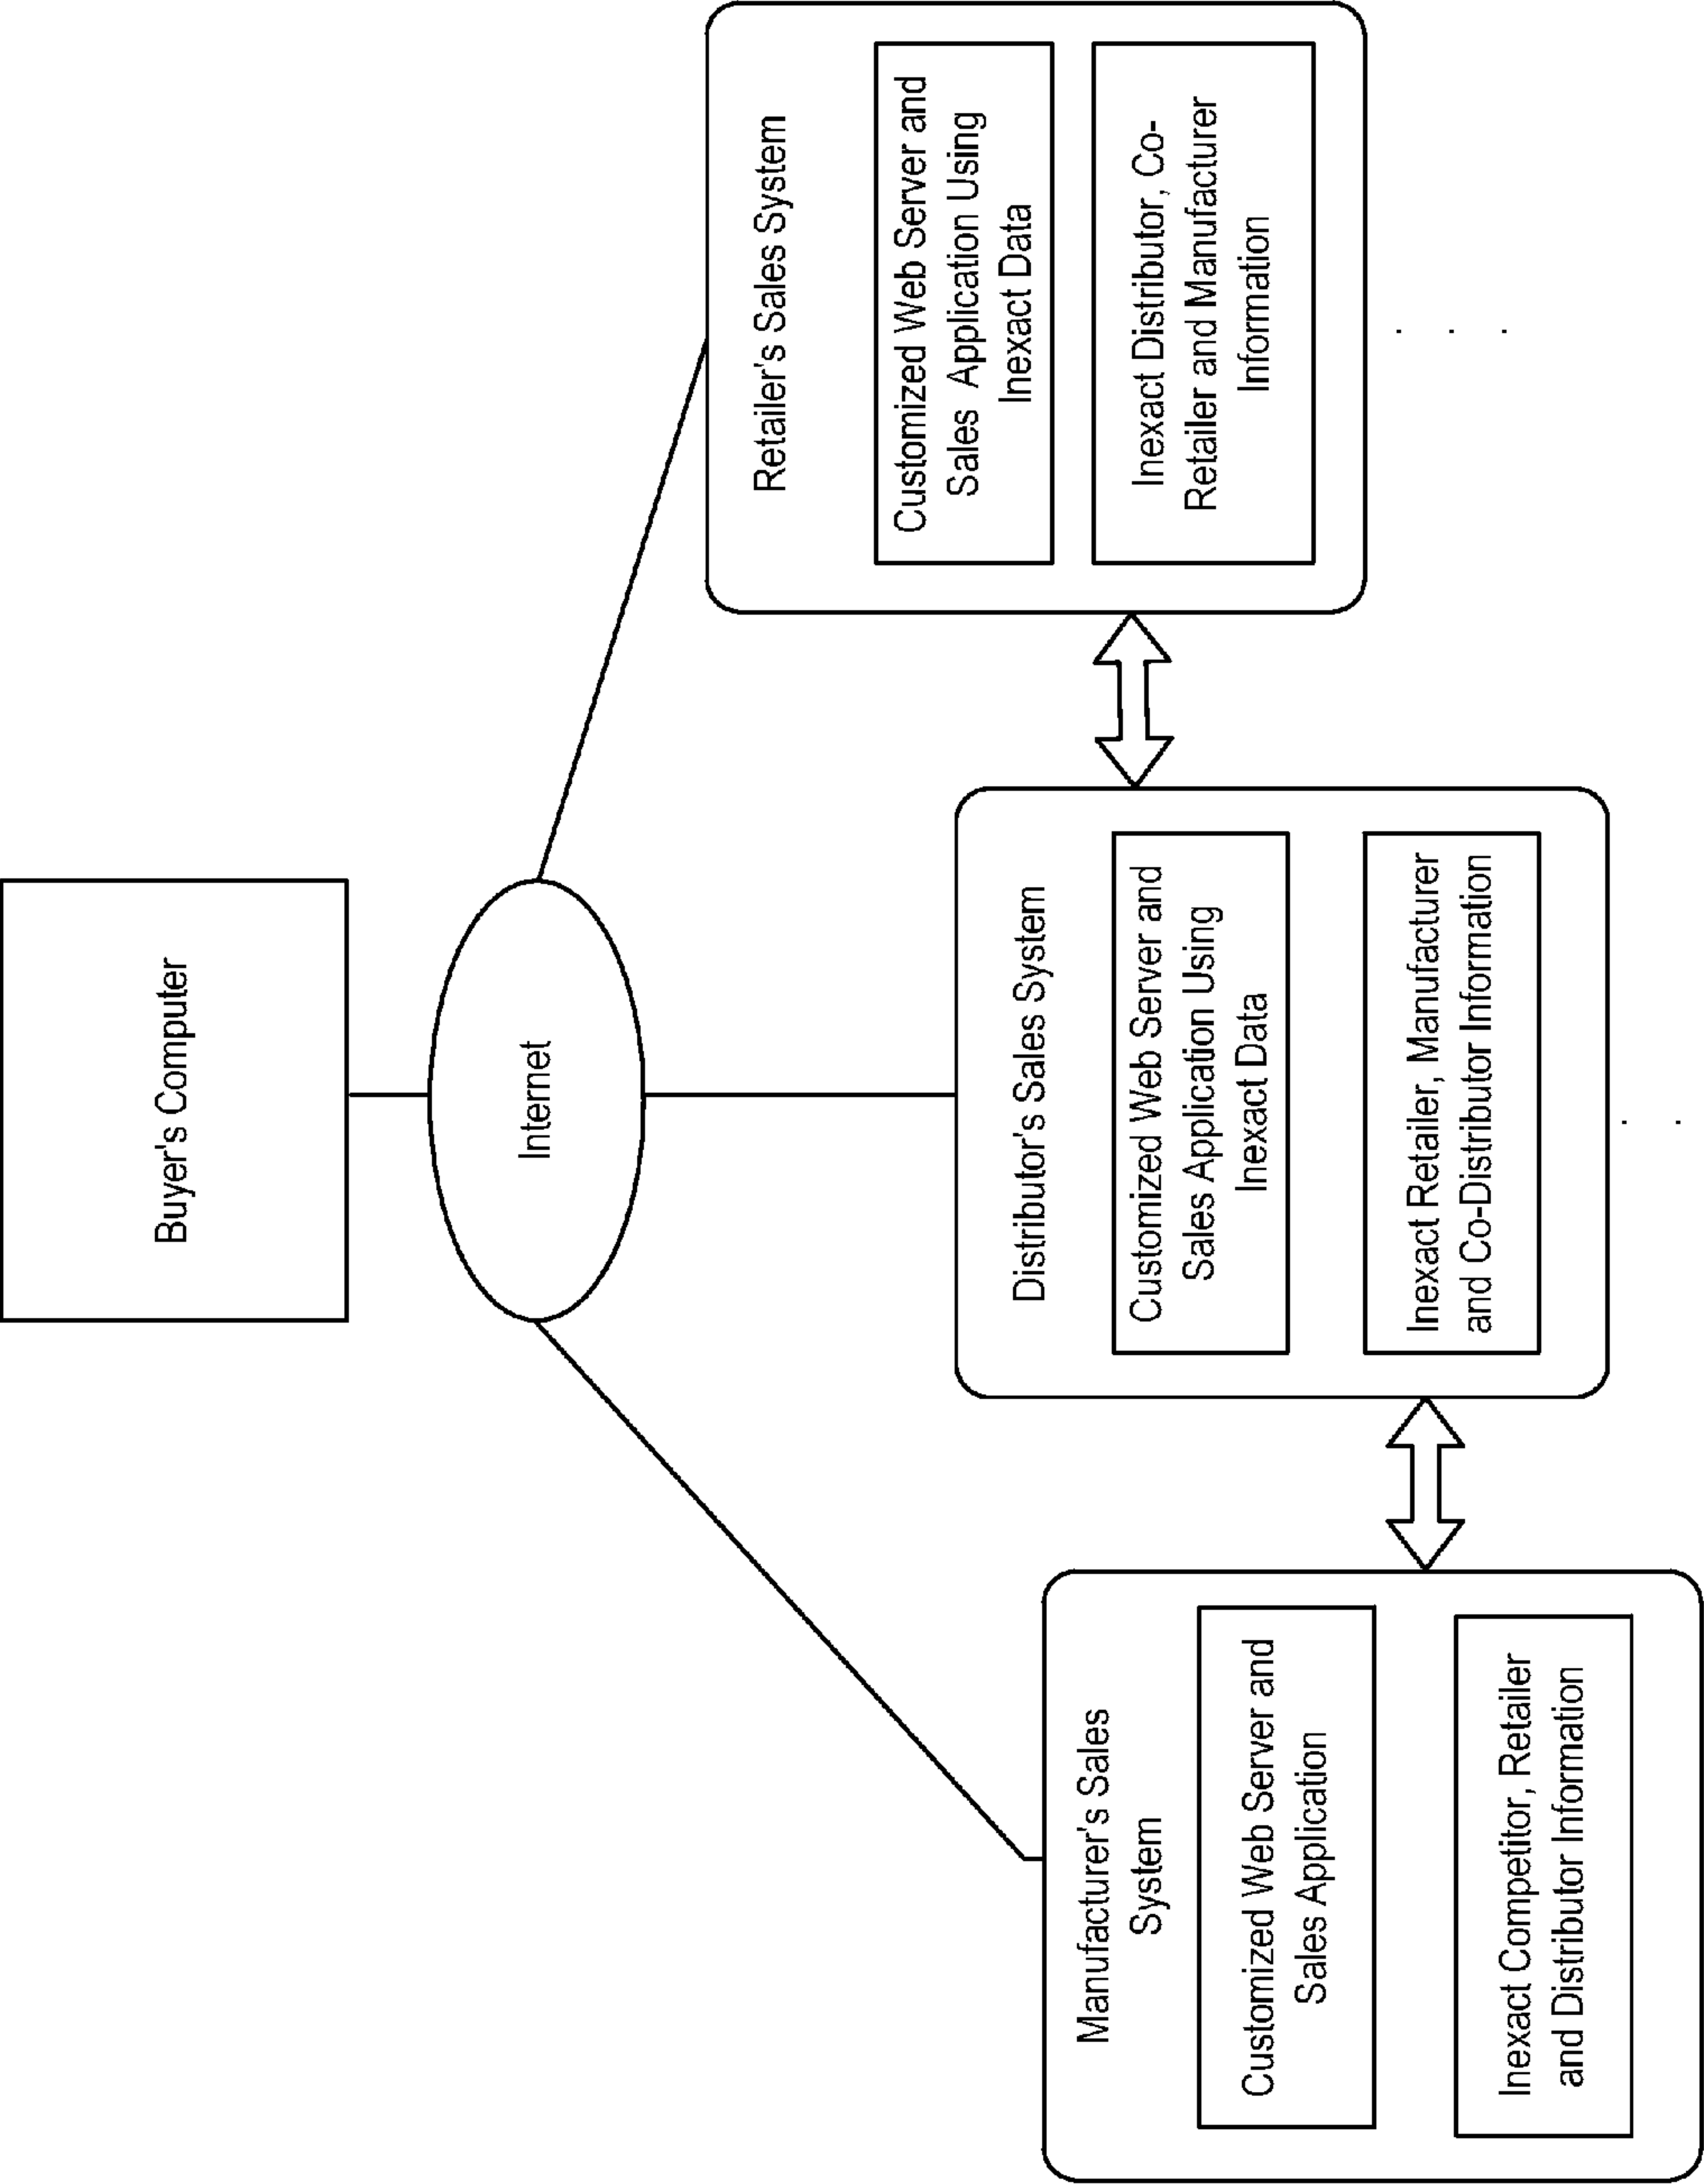 Buyer's Computer
Internet
Manufacturer's Sales
System
Customized Web Server and
Sales Application
Inexact Competitor, Retailer
and Distributor Information
Distributor's Sales System
Customized Web Server and
Sales Application Using
Inexact Data
Inexact Retailer, Manufacturer
and Co-Distributor Information
. .
Retailer's Sales System
Customized Web Server and
Sales Application Using
Inexact Data
Inexact Distributor, Co-
Retailer and Manufacturer
Information
. . .